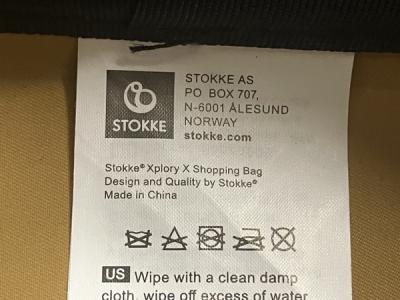 STOKKE
STOKKE AS
PO BOX 707,
N-6001 ÅLESUND
NORWAY
stokke.com
Stokke® Xplory X Shopping Bag
Design and Quality by Stokke®
Made in China
US Wipe with a clean damp
cloth, wipe off excess of water